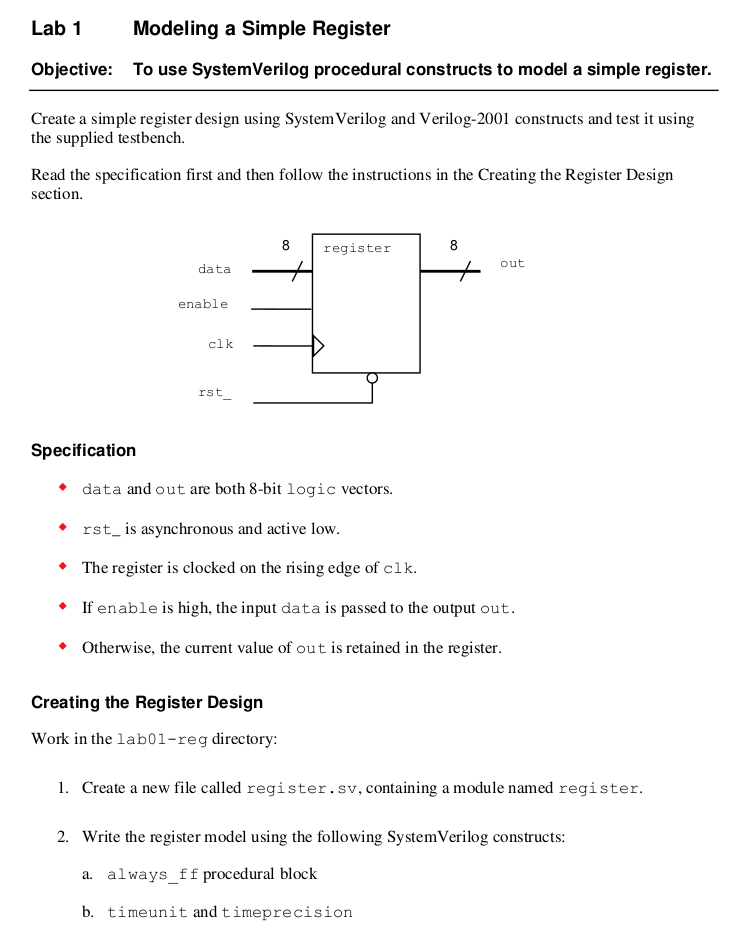 Lab 1 Modeling a Simple Register
Objective: To use SystemVerilog procedural constructs to model a simple register.
Create a simple register design using SystemVerilog and Verilog-2001 constructs and test it using
the supplied testbench.
Read the specification first and then follow the instructions in the Creating the Register Design
section.
8 register 8
data out
enable
clk
rst_
Specification
data and out are both 8-bit logic vectors.
rst_ is asynchronous and active low.
The register is clocked on the rising edge of clk.
If enable is high, the input data is passed to the output out.
Otherwise, the current value of out is retained in the register.
Creating the Register Design
Work in the lab01-reg directory:
1. Create a new file called register.sv, containing a module named register.
2. Write the register model using the following SystemVerilog constructs:
a. always_ff procedural block
b. timeunit and timeprecision